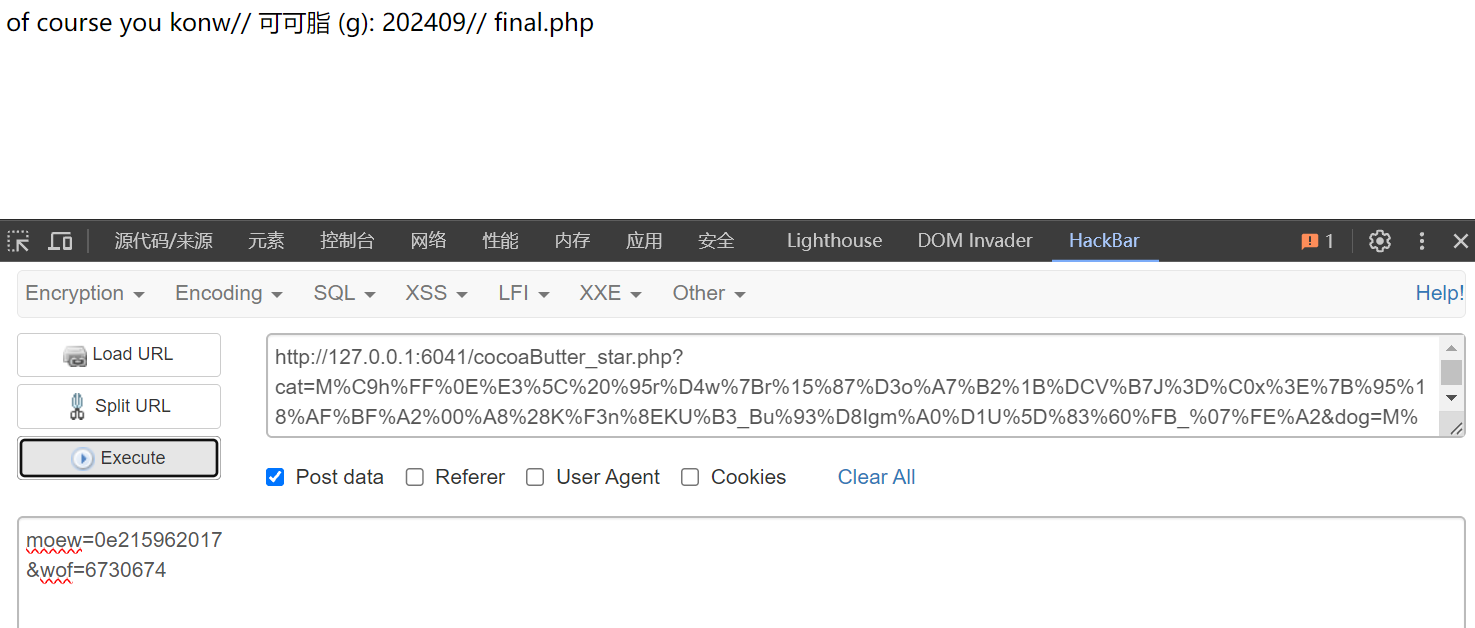 of course you konw// 可可脂 (g): 202409// final.php
源代码/来源 元素 控制台 网络 性能 内存 应用 安全 Lighthouse DOM Invader HackBar 1
Encryption Encoding SQL XSS LFI XXE Other Help!
Load URL
Split URL
Execute
http://127.0.0.1:6041/cocoaButter_star.php?
cat=M%C9h%FF%0E%E3%5C%20%95r%D4w%7Br%15%87%D3o%A7%B2%1B%DCV%B7J%3D%C0x%3E%7B%95%1
8%AF%BF%A2%00%A8%28K%F3n%8EKU%B3_Bu%93%D8Igm%A0%D1U%5D%83%60%FB_%07%FE%A2&dog=M%
Post data Referer User Agent Cookies Clear All
moew=0e215962017
&wof=6730674